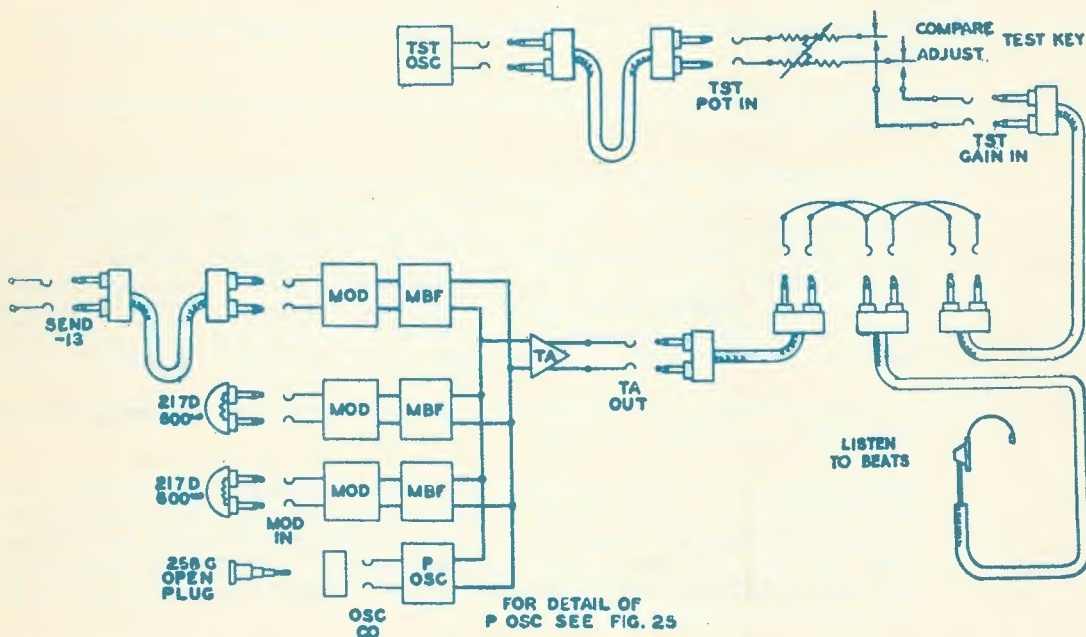 TST
OSC
TST
POT IN
COMPARE
ADJUST
TEST KEY
TST
GAIN IN
SEND
-13
MOD
MBF
TA
TA
OUT
217D
600ω
MOD
MBF
LISTEN
TO BEATS
217D
600ω
MOD
MBF
MOD
IN
258 G
OPEN
PLUG
P
OSC
OSC
CO
FOR DETAIL OF
P OSC SEE FIG. 25